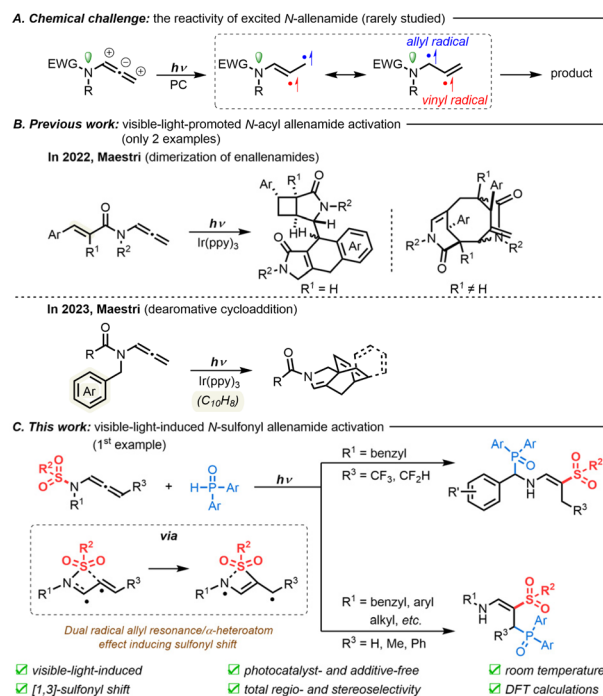 A. Chemical challenge: the reactivity of excited N-allenamide (rarely studied)
EWG N R
hν
PC
EWG N R
allyl radical
EWG N R
vinyl radical
product
B. Previous work: visible-light-promoted N-acyl allenamide activation
(only 2 examples)
In 2022, Maestri (dimerization of enallenamides)
Ar R¹ O N R²
hν
Ir(ppy)₃
Ar R¹ O N-R² H H O R²-N Ar
R¹ = H
R¹ Ar O Ar R²-N O R¹ N R²
R¹ ≠ H
In 2023, Maestri (dearomative cycloaddition)
O R N Ar
hν
Ir(ppy)₃
(C₁₀H₈)
O R N
C. This work: visible-light-induced N-sulfonyl allenamide activation
(1st example)
R² O S O N R¹ R³
+
O H-P-Ar Ar
hν
R¹ = benzyl
R³ = CF₃, CF₂H
Ar Ar P O R' N H S O O R² R³
via
R² O S O R¹ N R³
R² O S O R¹ N R³
Dual radical allyl resonance/α-heteroatom
effect inducing sulfonyl shift
R¹ = benzyl, aryl
alkyl, etc.
R³ = H, Me, Ph
R¹ HN O S O R² R³ P Ar Ar O
visible-light-induced
photocatalyst- and additive-free
room temperature
[1,3]-sulfonyl shift
total regio- and stereoselectivity
DFT calculations